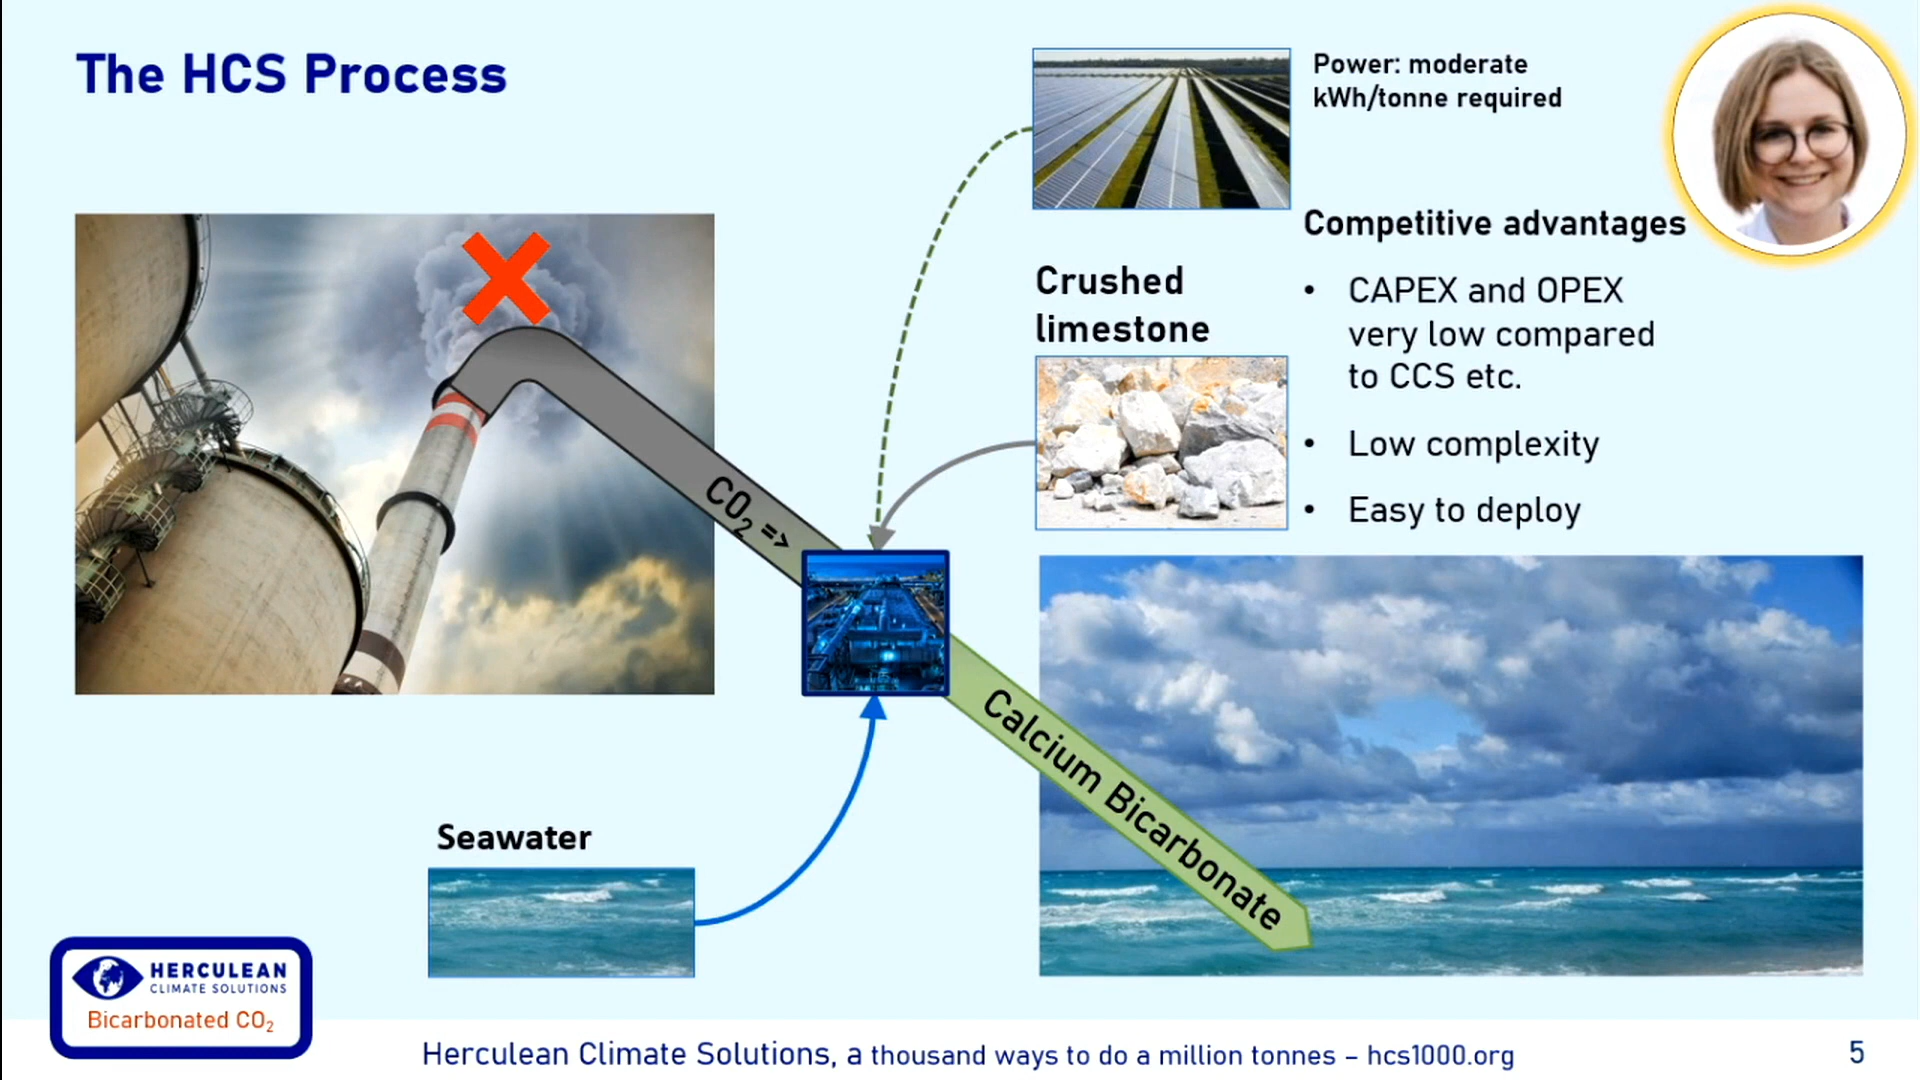 The HCS Process
Power: moderate
kWh/tonne required
Competitive advantages
• CAPEX and OPEX
very low compared
to CCS etc.
• Low complexity
• Easy to deploy
Crushed
limestone
CO₂ =>
Calcium Bicarbonate
Seawater
HERCULEAN
CLIMATE SOLUTIONS
Bicarbonated CO₂
Herculean Climate Solutions, a thousand ways to do a million tonnes – hcs1000.org
5